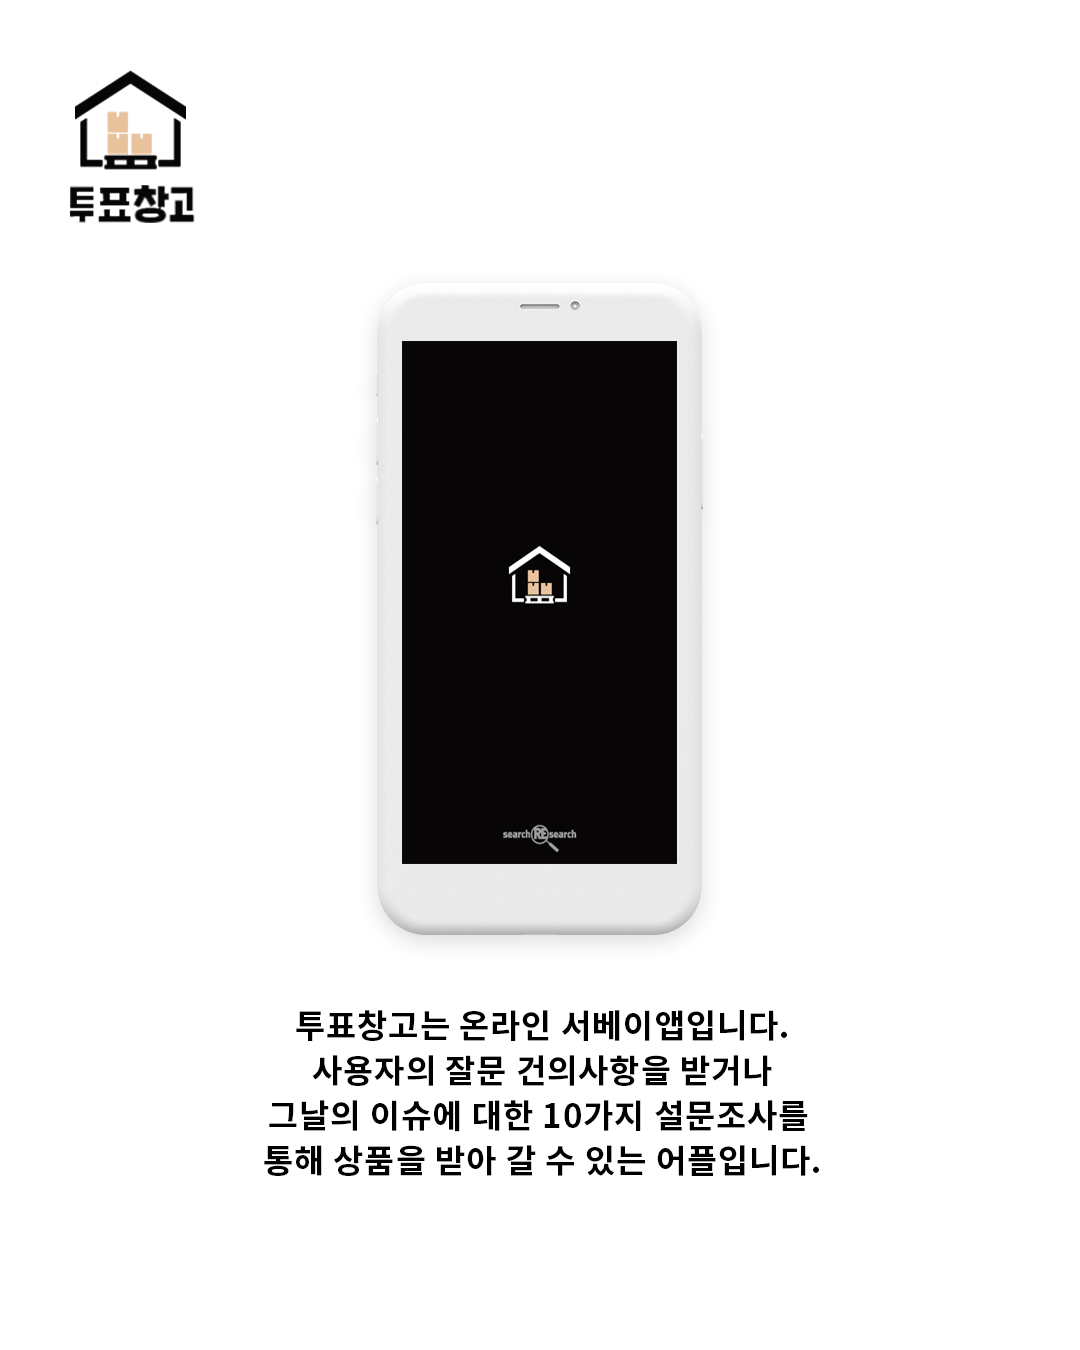 투표창고
search REsearch
투표창고는 온라인 서베이앱입니다.
사용자의 잘문 건의사항을 받거나
그날의 이슈에 대한 10가지 설문조사를
통해 상품을 받아 갈 수 있는 어플입니다.